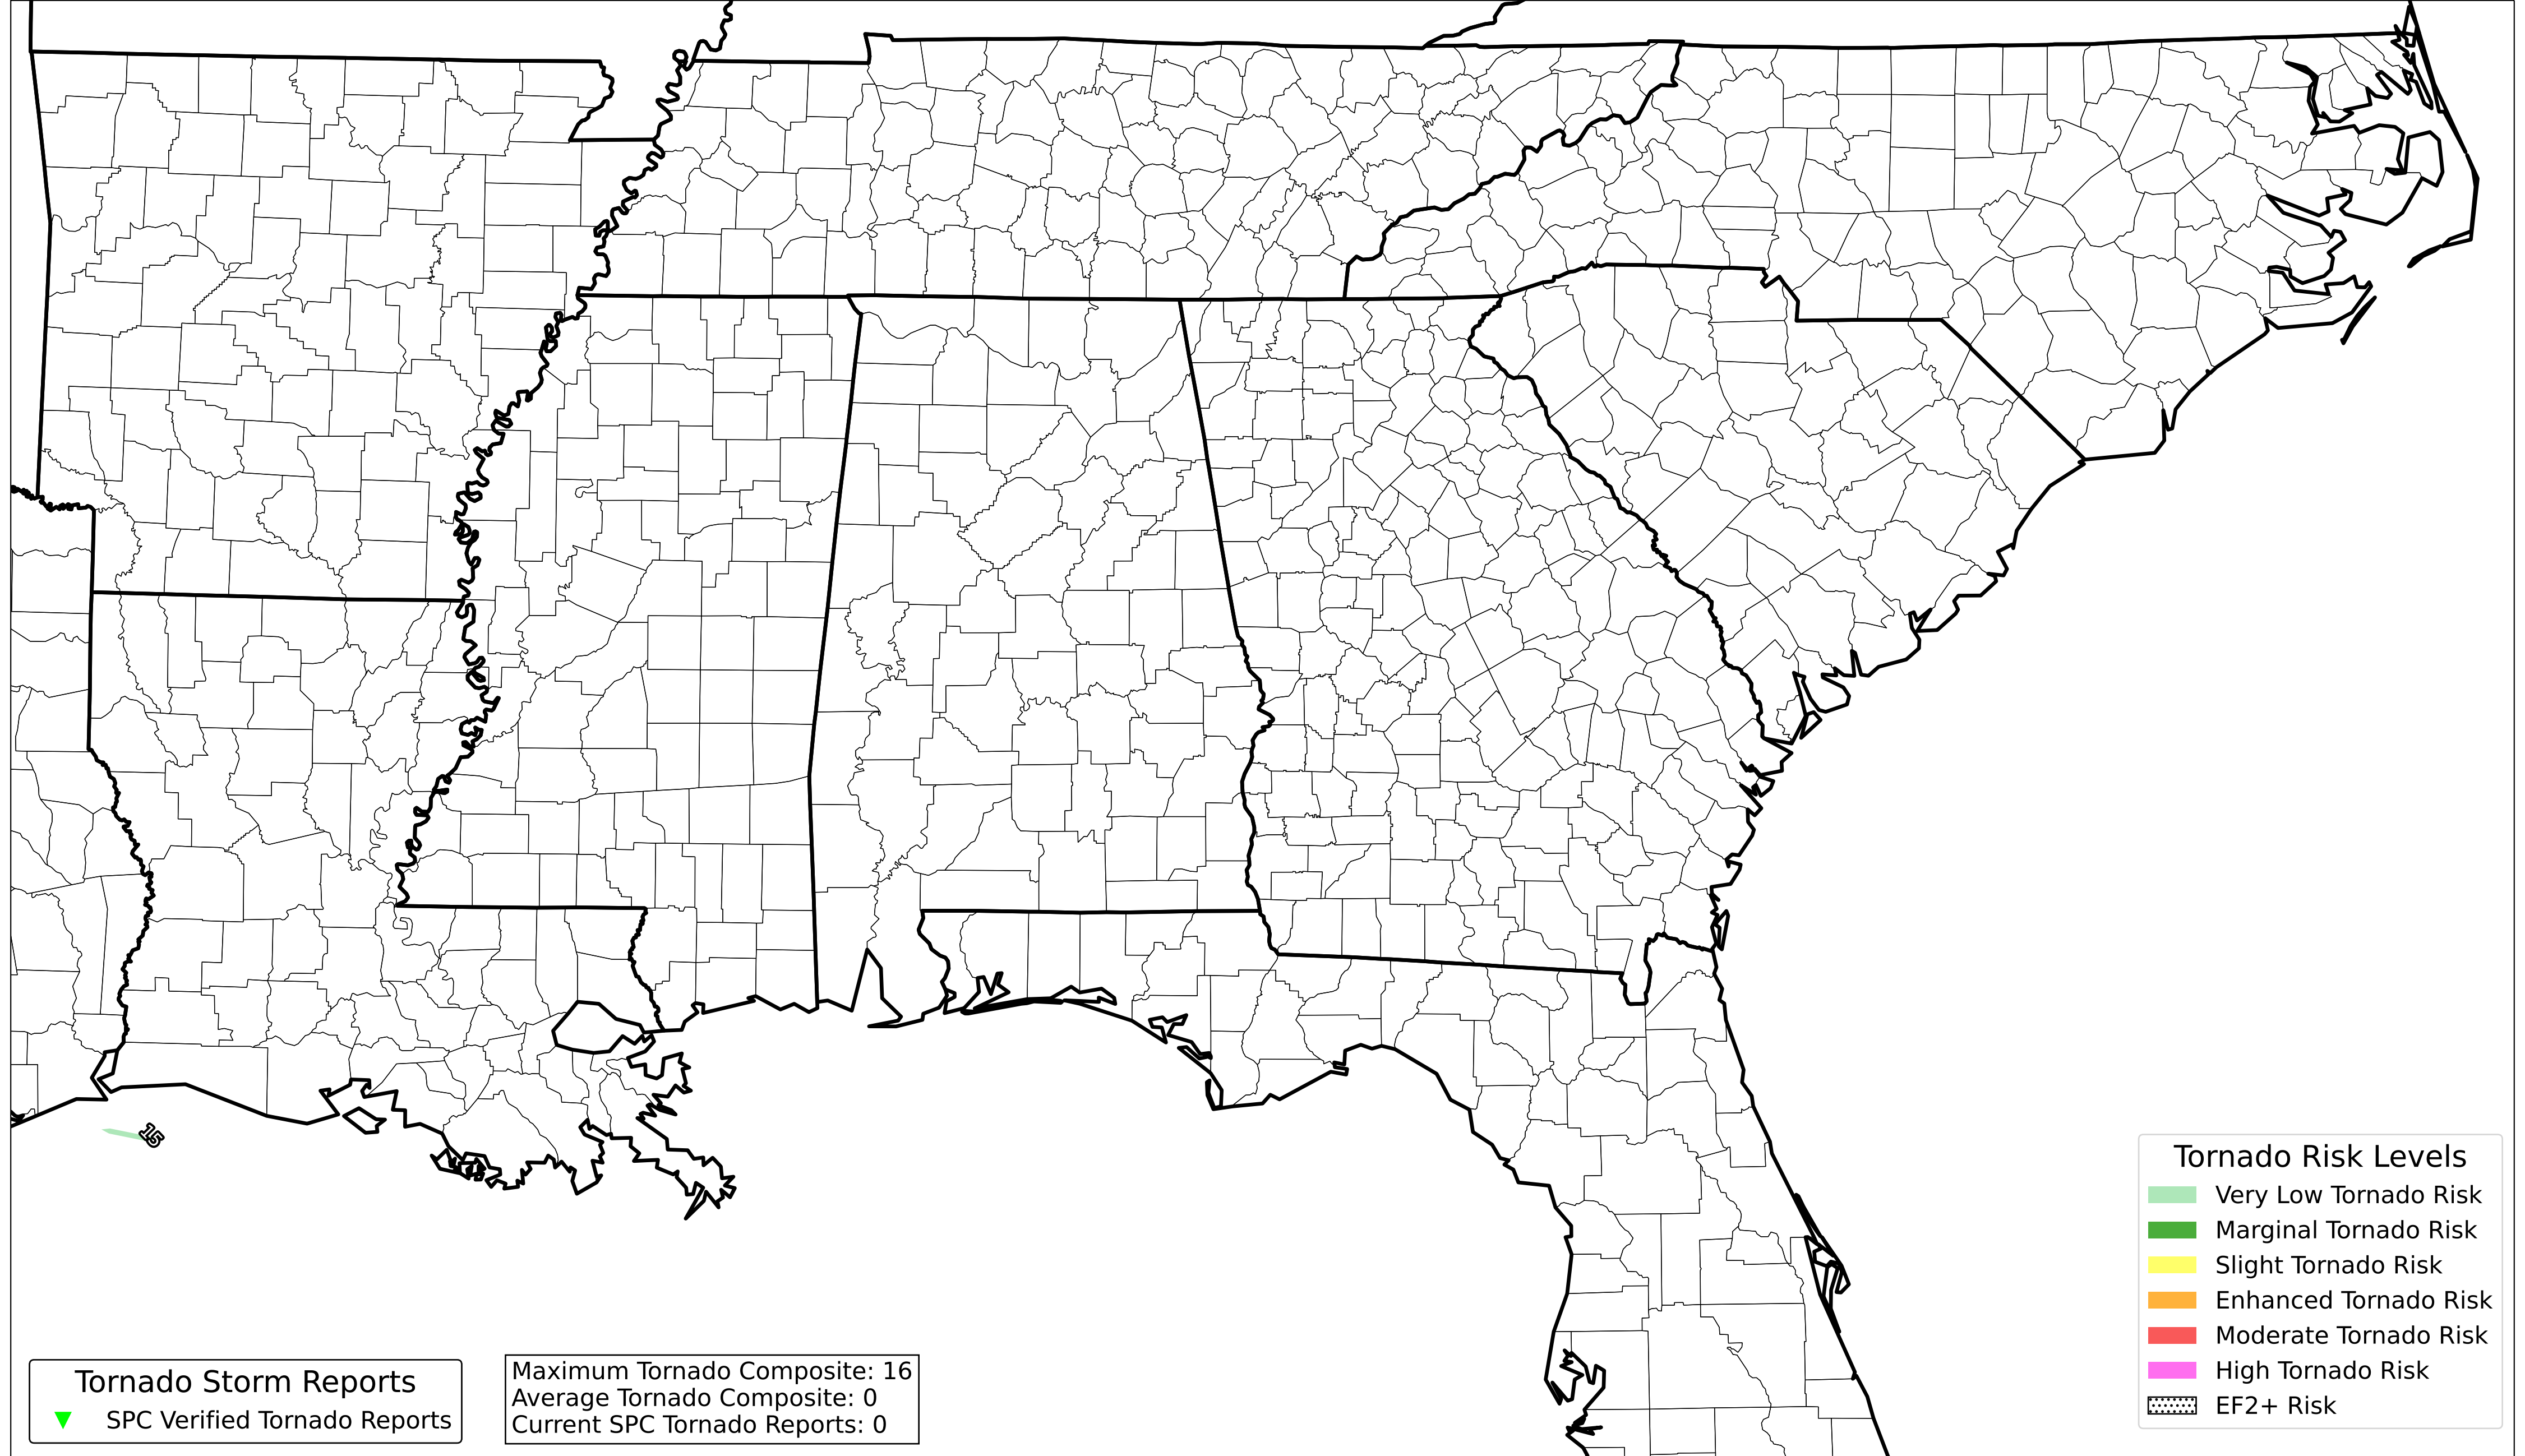 15
Tornado Storm Reports
SPC Verified Tornado Reports
Maximum Tornado Composite: 16
Average Tornado Composite: 0
Current SPC Tornado Reports: 0
Tornado Risk Levels
Very Low Tornado Risk
Marginal Tornado Risk
Slight Tornado Risk
Enhanced Tornado Risk
Moderate Tornado Risk
High Tornado Risk
EF2+ Risk